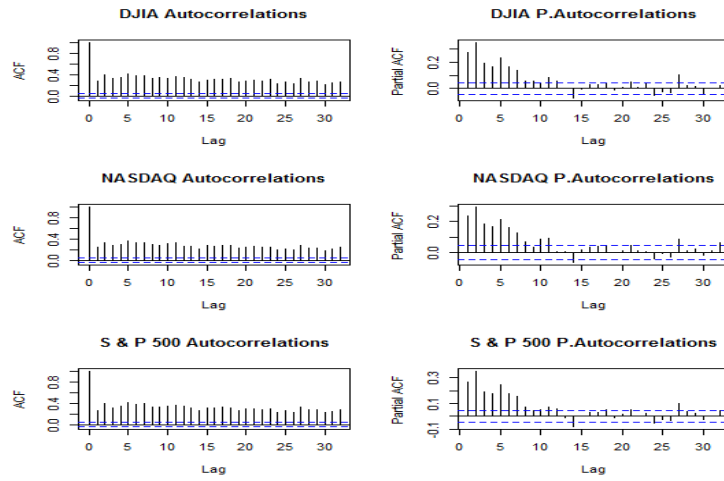 DJIA Autocorrelations
ACF
0.0 0.4 0.8
0 5 10 15 20 25 30
Lag
DJIA P.Autocorrelations
Partial ACF
0.0 0.2
0 5 10 15 20 25 30
Lag
NASDAQ Autocorrelations
ACF
0.0 0.4 0.8
0 5 10 15 20 25 30
Lag
NASDAQ P.Autocorrelations
Partial ACF
0.0 0.2
0 5 10 15 20 25 30
Lag
S & P 500 Autocorrelations
ACF
0.0 0.4 0.8
0 5 10 15 20 25 30
Lag
S & P 500 P.Autocorrelations
Partial ACF
-0.1 0.1 0.3
0 5 10 15 20 25 30
Lag